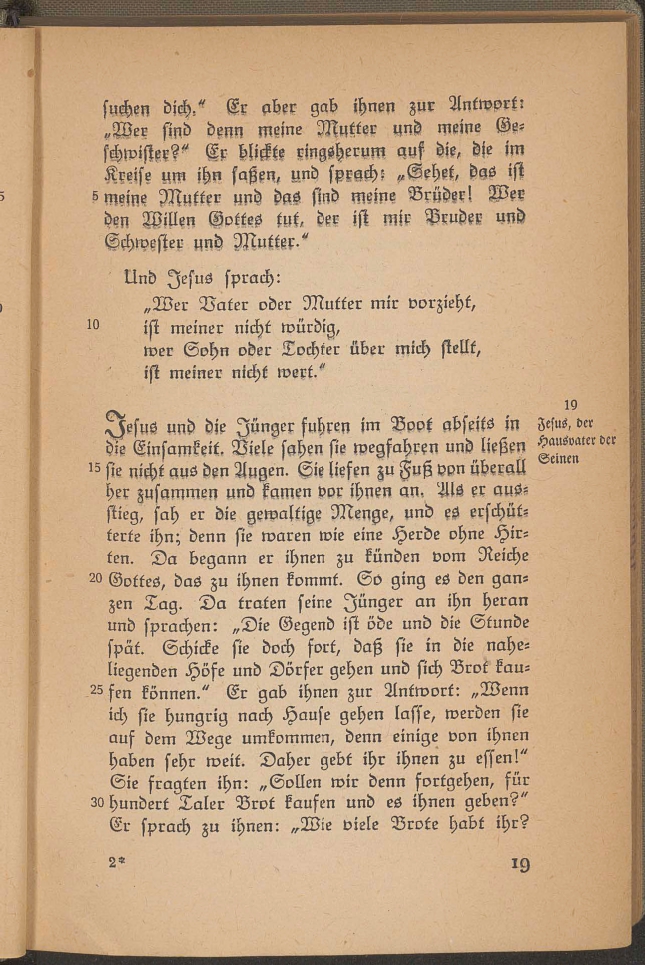 suchen dich.“ Er aber gab ihnen zur Antwort:
„Wer sind denn meine Mutter und meine Ge-
schwister?“ Er blickte ringsherum auf die, die im
Kreise um ihn saßen, und sprach: „Sehet, das ist
5 meine Mutter und das sind meine Brüder! Wer
den Willen Gottes tut, der ist mir Bruder und
Schwester und Mutter.“
Und Jesus sprach:
„Wer Vater oder Mutter mir vorzieht,
10 ist meiner nicht würdig,
wer Sohn oder Tochter über mich stellt,
ist meiner nicht wert.“
19
Jesus, der
Hausvater der
Seinen
Jesus und die Jünger fuhren im Boot abseits in
die Einsamkeit. Viele sahen sie wegfahren und ließen
15 sie nicht aus den Augen. Sie liefen zu Fuß von überall
her zusammen und kamen vor ihnen an. Als er aus-
stieg, sah er die gewaltige Menge, und es erschüt-
terte ihn; denn sie waren wie eine Herde ohne Hir-
ten. Da begann er ihnen zu künden vom Reiche
20 Gottes, das zu ihnen kommt. So ging es den gan-
zen Tag. Da traten seine Jünger an ihn heran
und sprachen: „Die Gegend ist öde und die Stunde
spät. Schicke sie doch fort, daß sie in die nahe-
liegenden Höfe und Dörfer gehen und sich Brot kau-
25 fen können.“ Er gab ihnen zur Antwort: „Wenn
ich sie hungrig nach Hause gehen lasse, werden sie
auf dem Wege umkommen, denn einige von ihnen
haben sehr weit. Daher gebt ihr ihnen zu essen!“
Sie fragten ihn: „Sollen wir denn fortgehen, für
30 hundert Taler Brot kaufen und es ihnen geben?“
Er sprach zu ihnen: „Wie viele Brote habt ihr?
2*
19